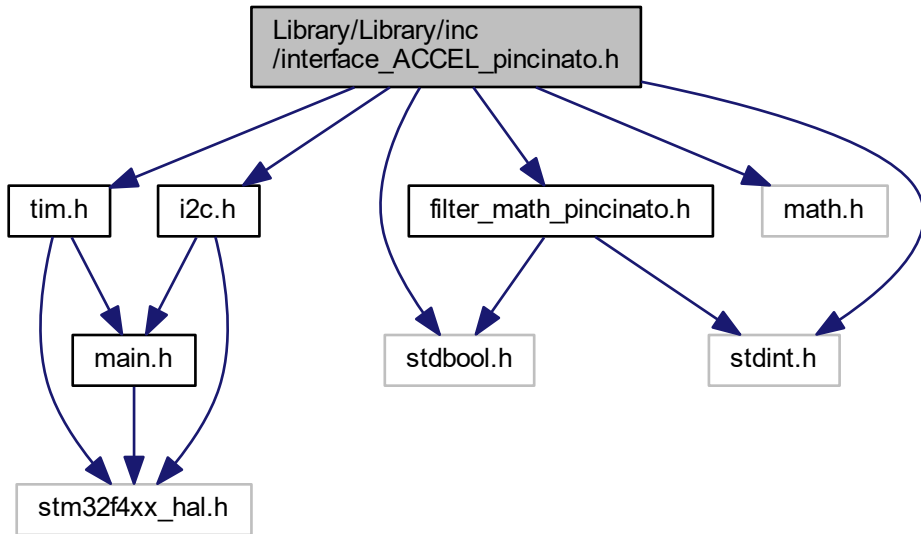 Library/Library/inc
/interface_ACCEL_pincinato.h
tim.h
i2c.h
filter_math_pincinato.h
math.h
main.h
stdbool.h
stdint.h
stm32f4xx_hal.h